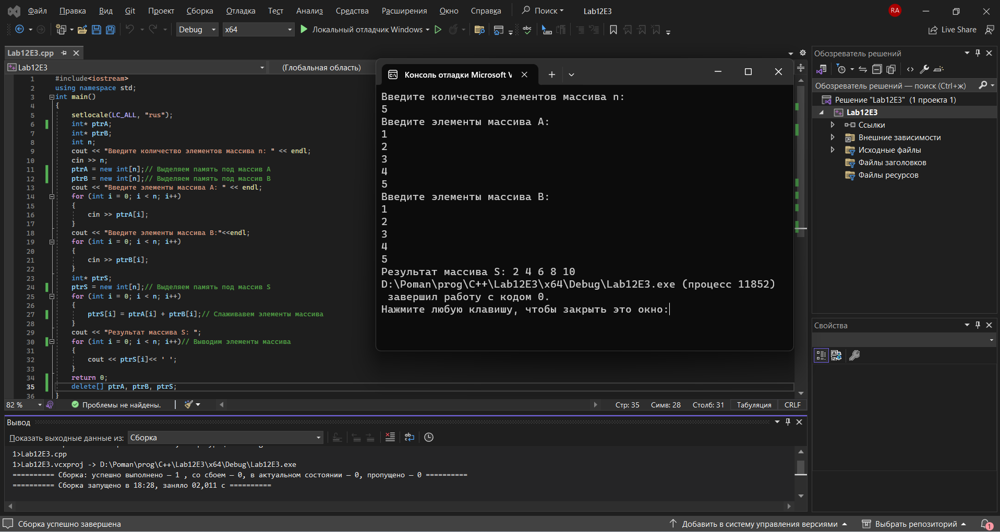 Файл Правка Вид Git Проект Сборка Отладка Тест Анализ Средства Расширения Окно Справка Поиск Lab12E3 RA
Debug x64 Локальный отладчик Windows Live Share
Lab12E3.cpp
Lab12E3 (Глобальная область)
1 #include<iostream>
2 using namespace std;
3 int main()
4 {
5 setlocale(LC_ALL, "rus");
6 int* ptrA;
7 int* ptrB;
8 int n;
9 cout << "Введите количество элементов массива n: " << endl;
10 cin >> n;
11 ptrA = new int[n];// Выделяем память под массив A
12 ptrB = new int[n];// Выделяем память под массив B
13 cout << "Введите элементы массива A: " << endl;
14 for (int i = 0; i < n; i++)
15 {
16 cin >> ptrA[i];
17 }
18 cout << "Введите элементы массива B:"<<endl;
19 for (int i = 0; i < n; i++)
20 {
21 cin >> ptrB[i];
22 }
23 int* ptrS;
24 ptrS = new int[n];// Выделяем память под массив S
25 for (int i = 0; i < n; i++)
26 {
27 ptrS[i] = ptrA[i] + ptrB[i];// Слаживаем элементы массива
28 }
29 cout << "Результат массива S: ";
30 for (int i = 0; i < n; i++)// Выводим элементы массива
31 {
32 cout << ptrS[i]<< ' ';
33 }
34 return 0;
35 delete[] ptrA, ptrB, ptrS;
36 }
82 % Проблемы не найдены. Стр: 35 Симв: 28 Столб: 31 Табуляция CRLF
Консоль отладки Microsoft V
Введите количество элементов массива n:
5
Введите элементы массива A:
1
2
3
4
5
Введите элементы массива B:
1
2
3
4
5
Результат массива S: 2 4 6 8 10
D:\Poman\prog\C++\Lab12E3\x64\Debug\Lab12E3.exe (процесс 11852)
завершил работу с кодом 0.
Нажмите любую клавишу, чтобы закрыть это окно:
Обозреватель решений
Обозреватель решений — поиск (Ctrl+ж)
Решение "Lab12E3" (1 проекта 1)
Lab12E3
Ссылки
Внешние зависимости
Исходные файлы
Файлы заголовков
Файлы ресурсов
Свойства
Вывод
Показать выходные данные из: Сборка
1>Lab12E3.cpp
1>Lab12E3.vcxproj -> D:\Poman\prog\C++\Lab12E3\x64\Debug\Lab12E3.exe
========== Сборка: успешно выполнено — 1 , со сбоем — 0, в актуальном состоянии — 0, пропущено — 0 ==========
========== Сборка запущено в 18:28, заняло 02,011 с ==========
Сборка успешно завершена Добавить в систему управления версиями Выбрать репозиторий 1